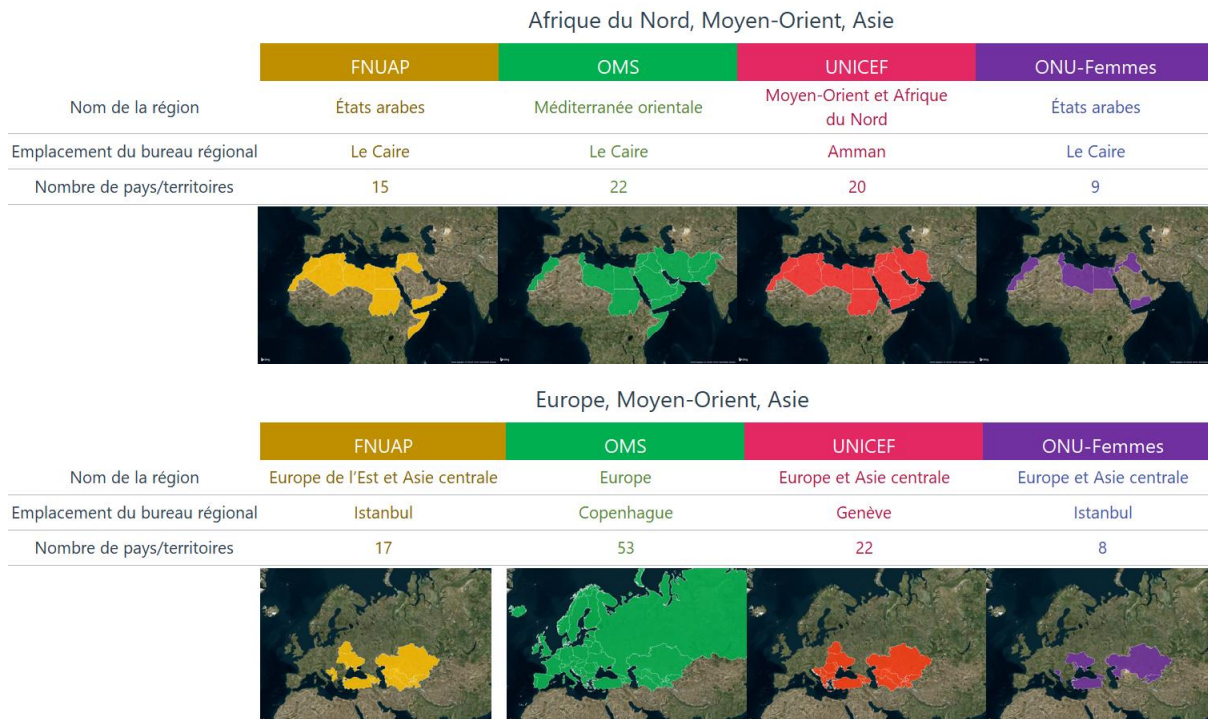 Afrique du Nord, Moyen-Orient, Asie
FNUAP OMS UNICEF ONU-Femmes
Nom de la région États arabes Méditerranée orientale Moyen-Orient et Afrique du Nord États arabes
Emplacement du bureau régional Le Caire Le Caire Amman Le Caire
Nombre de pays/territoires 15 22 20 9
Europe, Moyen-Orient, Asie
FNUAP OMS UNICEF ONU-Femmes
Nom de la région Europe de l'Est et Asie centrale Europe Europe et Asie centrale Europe et Asie centrale
Emplacement du bureau régional Istanbul Copenhague Genève Istanbul
Nombre de pays/territoires 17 53 22 8